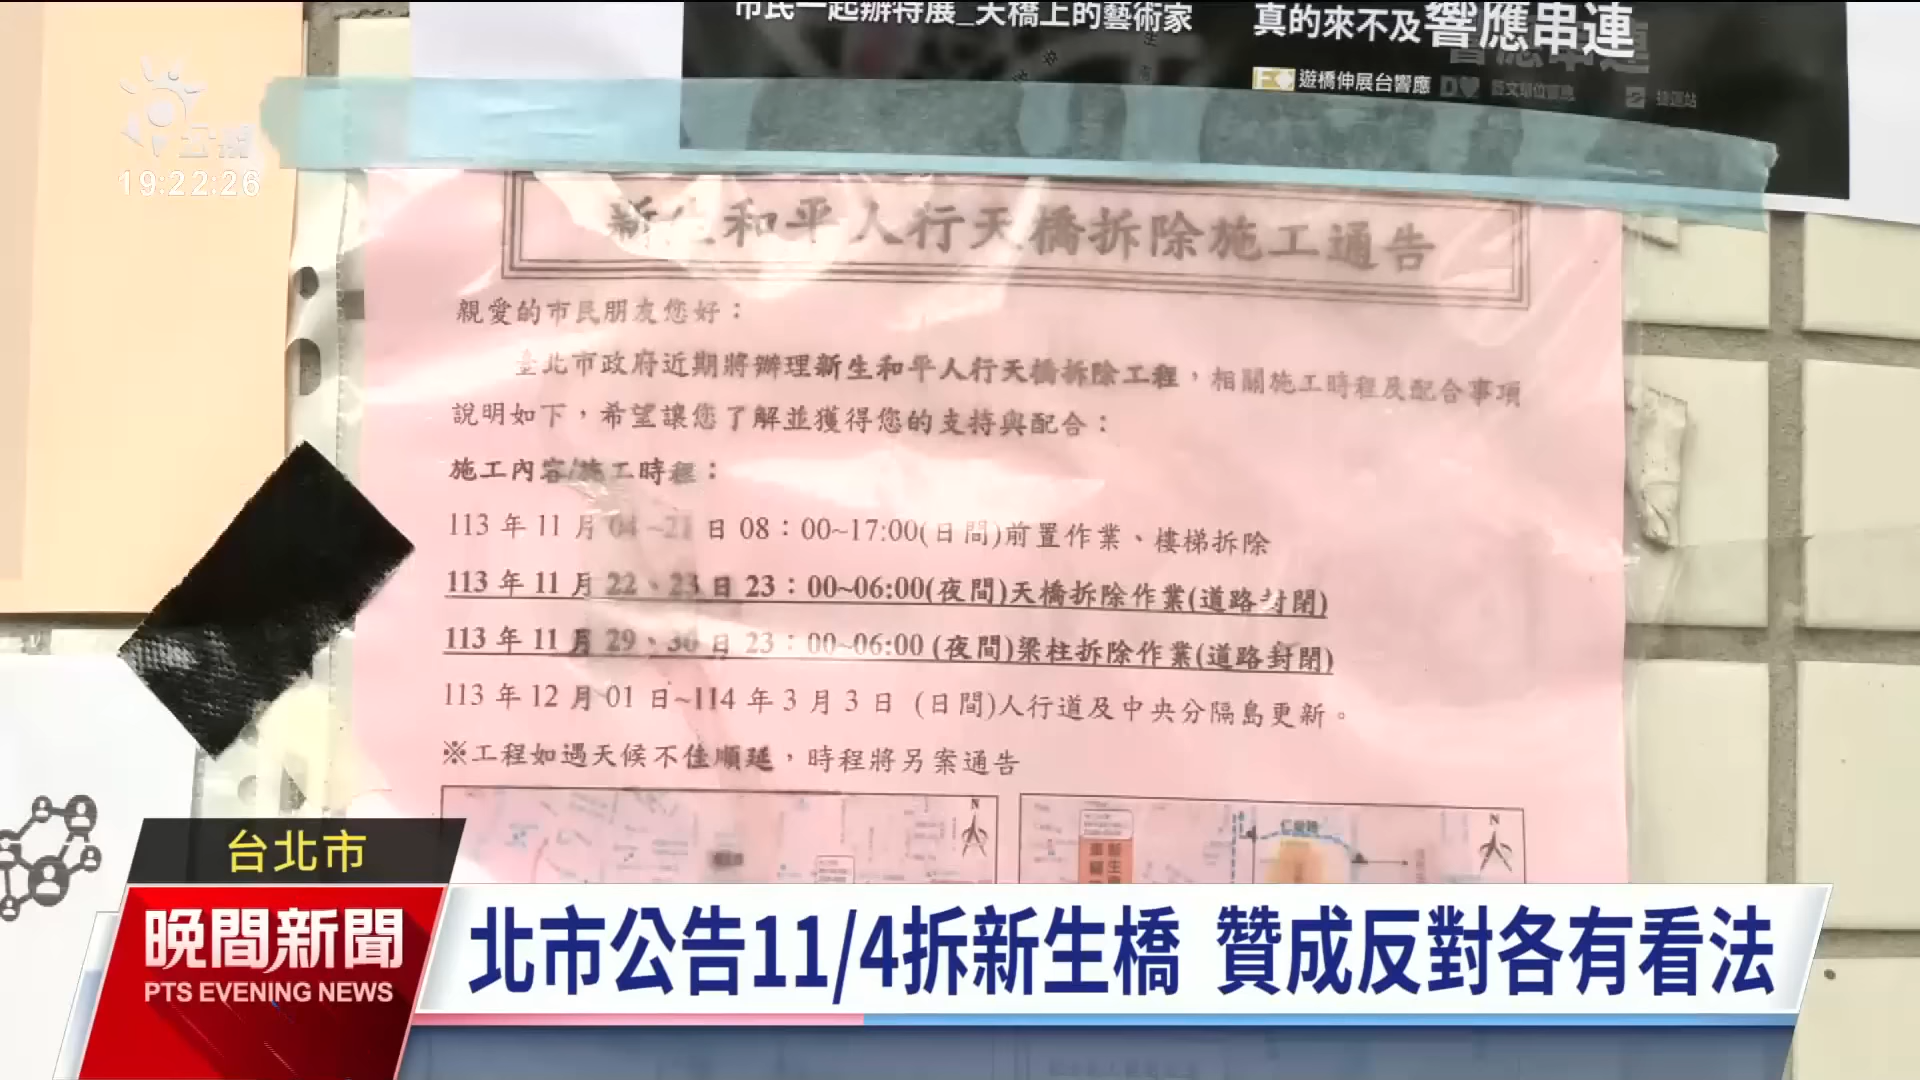 市民一起辦特展_天橋上的藝術家
真的來不及響應串連
遊橋伸展台響應
捷運站
公視
19:22:26
新生和平人行天橋拆除施工通告
親愛的市民朋友您好：
臺北市政府近期將辦理新生和平人行天橋拆除工程，相關施工時程及配合事項
說明如下，希望讓您了解並獲得您的支持與配合：
施工內容/施工時程：
113 年 11 月 04 ~21 日 08：00~17:00(日間)前置作業、樓梯拆除
113 年 11 月 22、23 日 23：00~06:00(夜間)天橋拆除作業(道路封閉)
113 年 11 月 29、30 日 23：00~06:00 (夜間)梁柱拆除作業(道路封閉)
113 年 12 月 01 日~114 年 3 月 3 日 (日間)人行道及中央分隔島更新。
※工程如遇天候不佳順延，時程將另案通告
N
N
仁愛路
台北市
晚間新聞
PTS EVENING NEWS
北市公告11/4拆新生橋 贊成反對各有看法